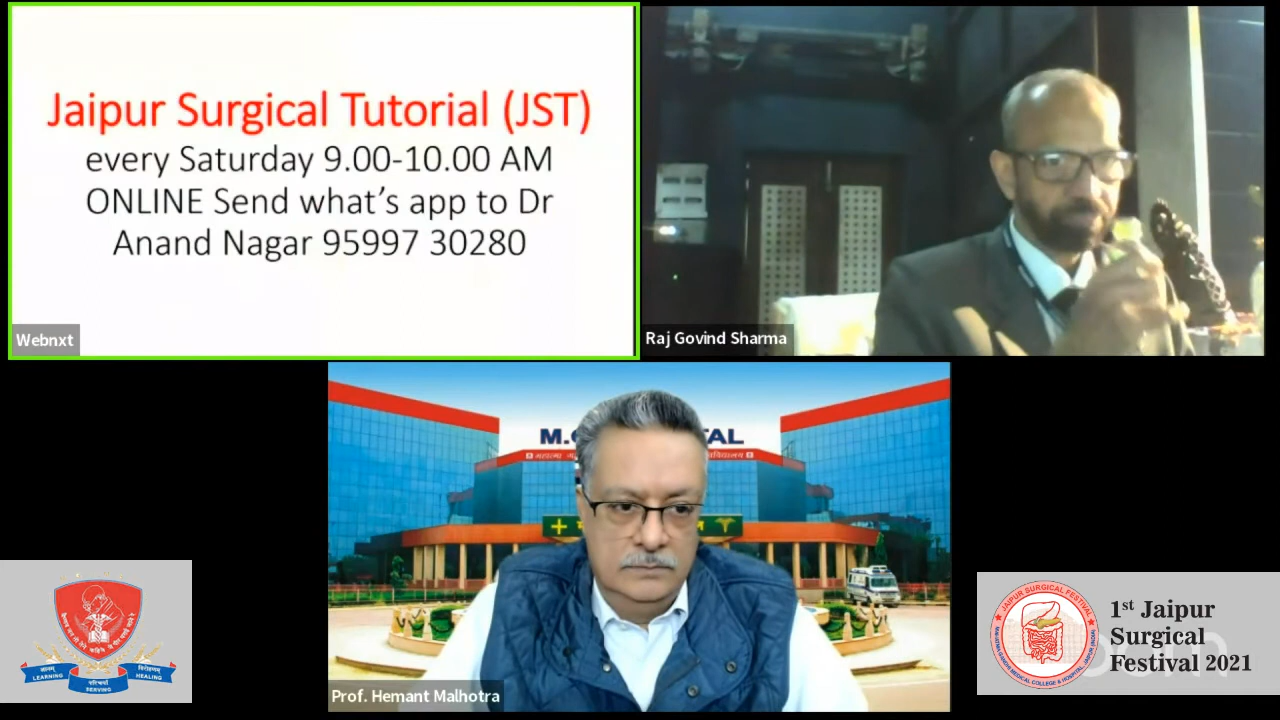 Jaipur Surgical Tutorial (JST)
every Saturday 9.00-10.00 AM
ONLINE Send what's app to Dr
Anand Nagar 95997 30280
Webnxt
Raj Govind Sharma
Prof. Hemant Malhotra
LEARNING
SERVING
HEALING
JAIPUR SURGICAL FESTIVAL
1st Jaipur
Surgical
Festival 2021